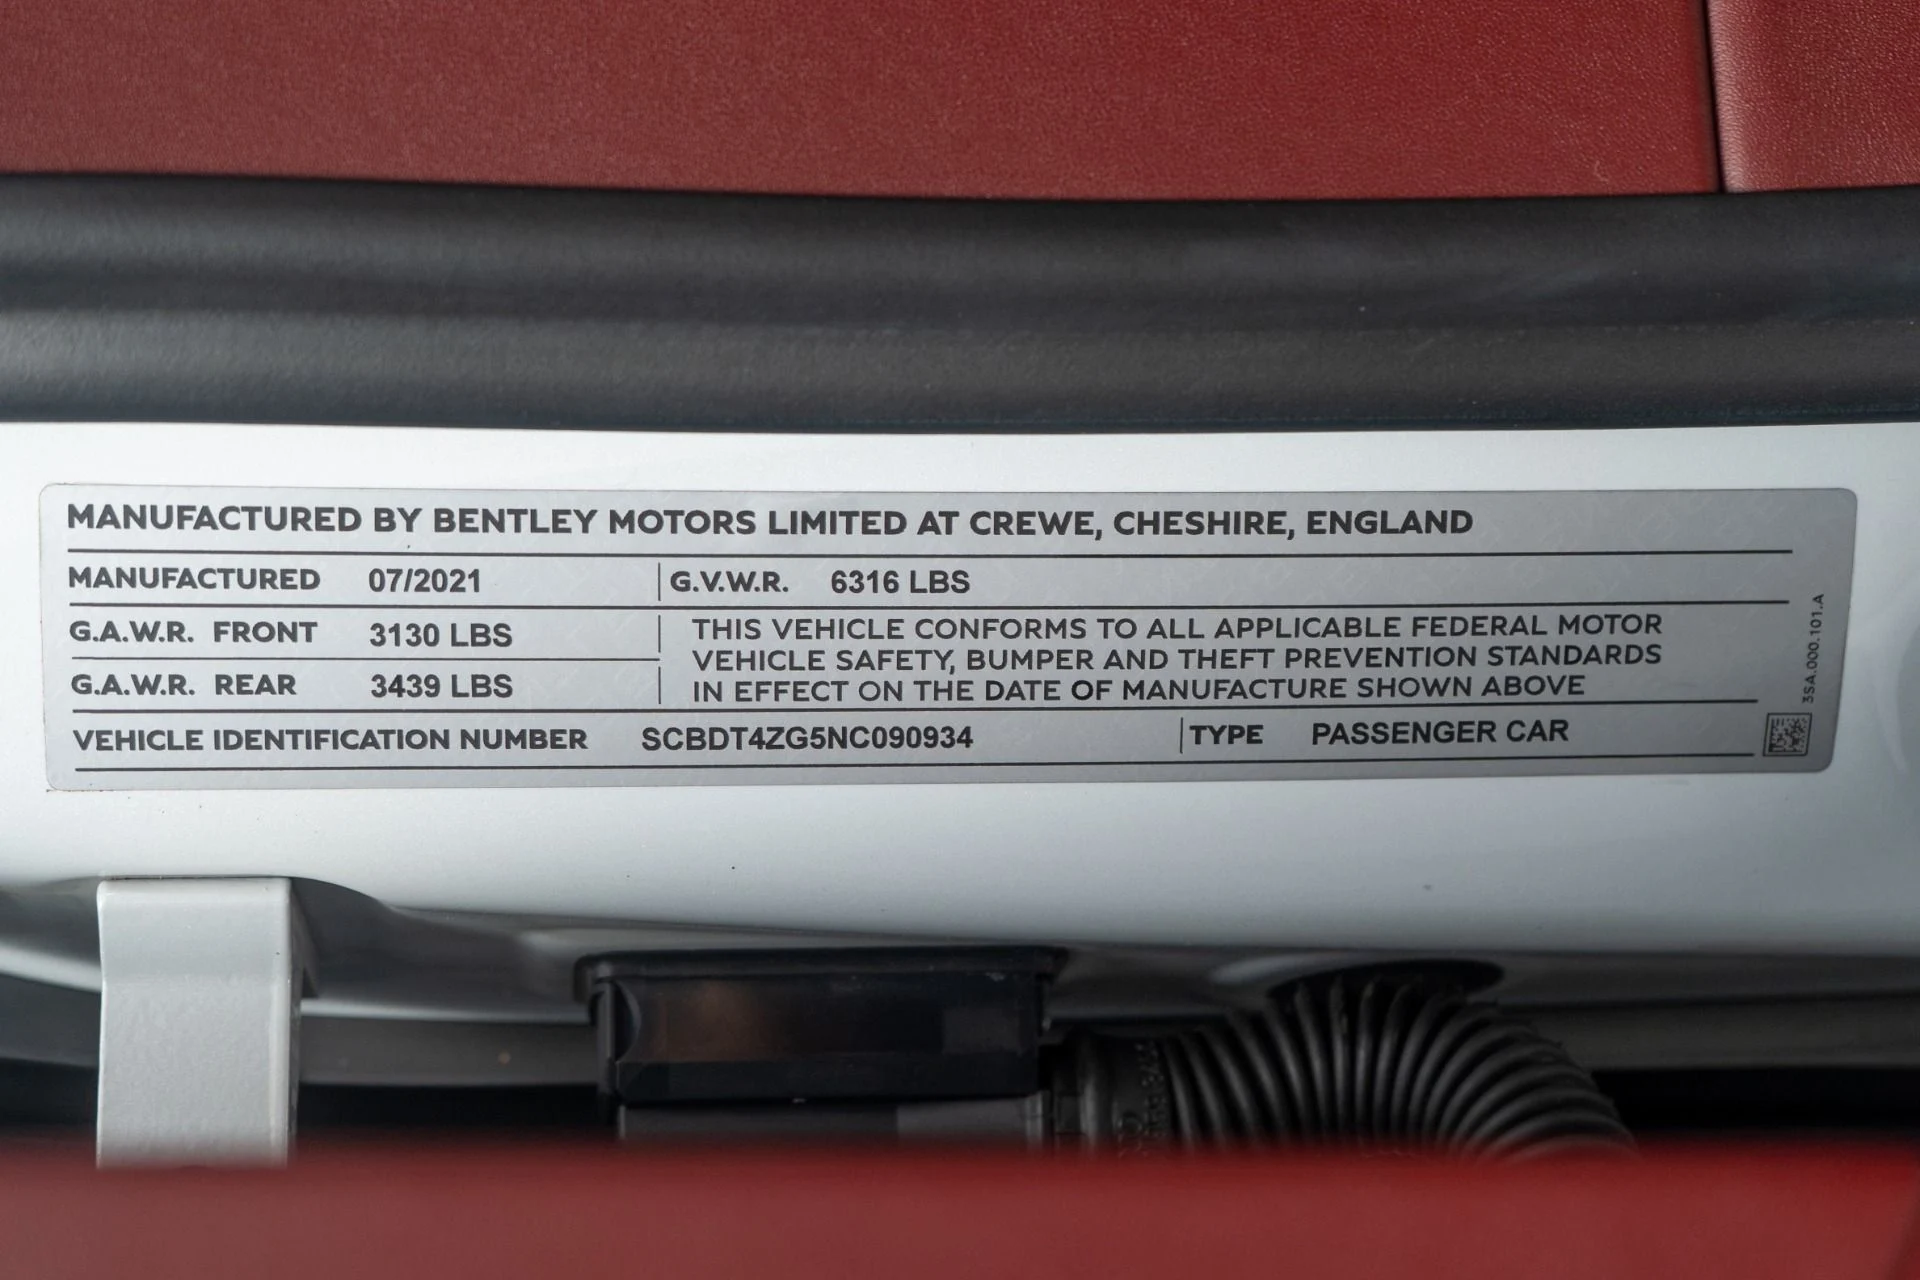 MANUFACTURED BY BENTLEY MOTORS LIMITED AT CREWE, CHESHIRE, ENGLAND
MANUFACTURED 07/2021 G.V.W.R. 6316 LBS
G.A.W.R. FRONT 3130 LBS
G.A.W.R. REAR 3439 LBS
THIS VEHICLE CONFORMS TO ALL APPLICABLE FEDERAL MOTOR
VEHICLE SAFETY, BUMPER AND THEFT PREVENTION STANDARDS
IN EFFECT ON THE DATE OF MANUFACTURE SHOWN ABOVE
VEHICLE IDENTIFICATION NUMBER SCBDT4ZG5NC090934 TYPE PASSENGER CAR
3SA.000.101.A